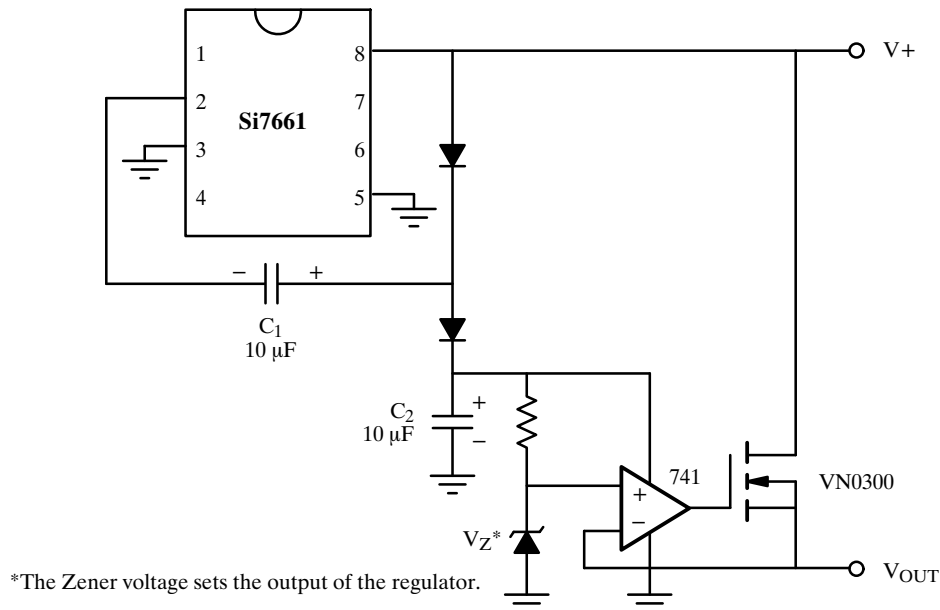 1
8
V+
2
7
Si7661
3
6
4
5
− +
C1
10 µF
C2
10 µF
+
−
741
+
−
VN0300
VZ*
VOUT
*The Zener voltage sets the output of the regulator.